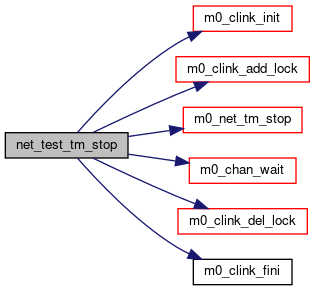 m0_clink_init
m0_clink_add_lock
m0_net_tm_stop
net_test_tm_stop
m0_chan_wait
m0_clink_del_lock
m0_clink_fini